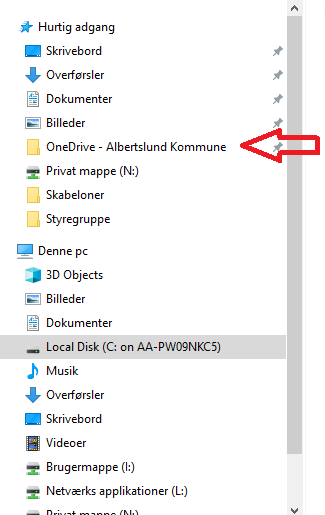 Hurtig adgang
Skrivebord
Overførsler
Dokumenter
Billeder
OneDrive - Albertslund Kommune
Privat mappe (N:)
Skabeloner
Styregruppe
Denne pc
3D Objects
Billeder
Dokumenter
Local Disk (C: on AA-PW09NKC5)
Musik
Overførsler
Skrivebord
Videoer
Brugermappe (I:)
Netværks applikationer (L:)
Privat mappe (N:)